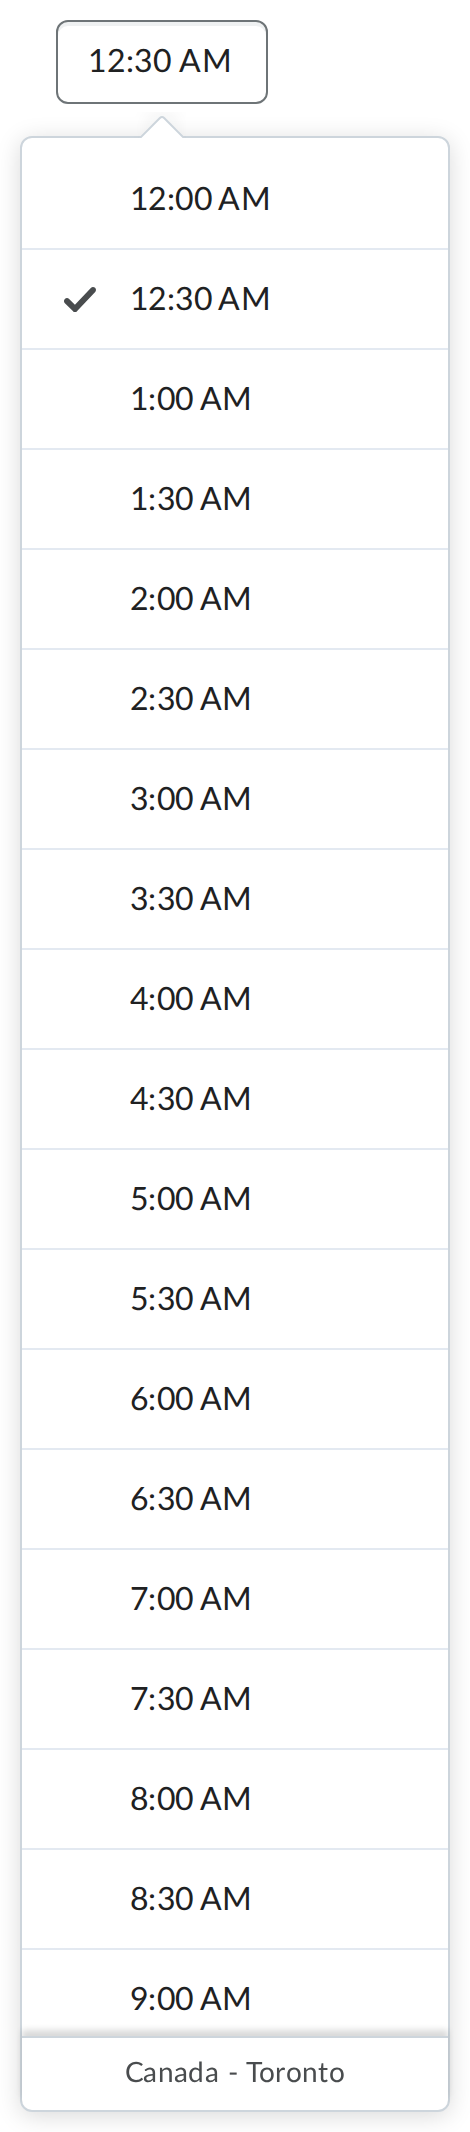 12:30 AM
12:00 AM
12:30 AM
1:00 AM
1:30 AM
2:00 AM
2:30 AM
3:00 AM
3:30 AM
4:00 AM
4:30 AM
5:00 AM
5:30 AM
6:00 AM
6:30 AM
7:00 AM
7:30 AM
8:00 AM
8:30 AM
9:00 AM
Canada - Toronto